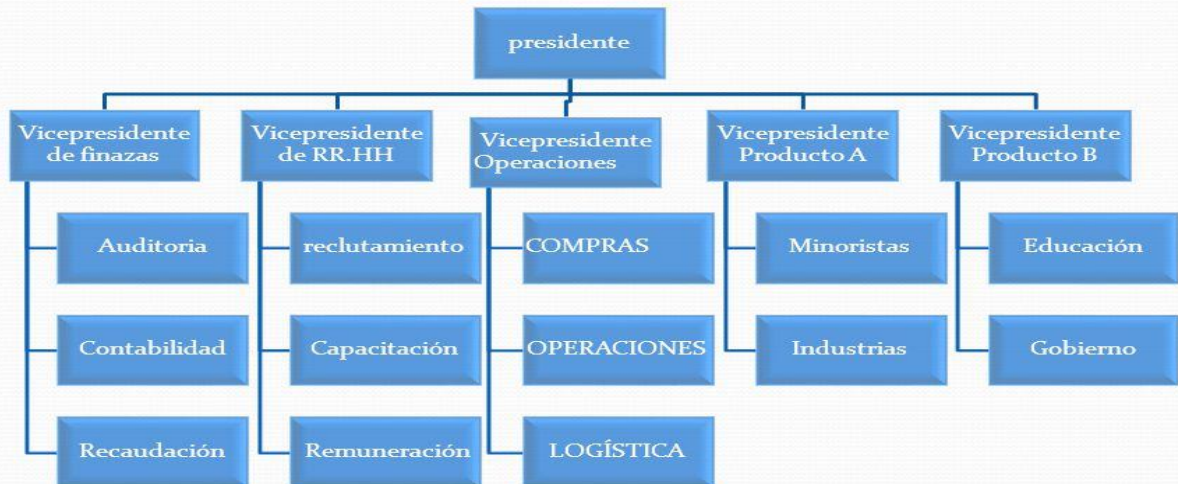 presidente
Vicepresidente
de finazas
Vicepresidente
de RR.HH
Vicepresidente
Operaciones
Vicepresidente
Producto A
Vicepresidente
Producto B
Auditoria
reclutamiento
COMPRAS
Minoristas
Educación
Contabilidad
Capacitación
OPERACIONES
Industrias
Gobierno
Recaudación
Remuneración
LOGÍSTICA